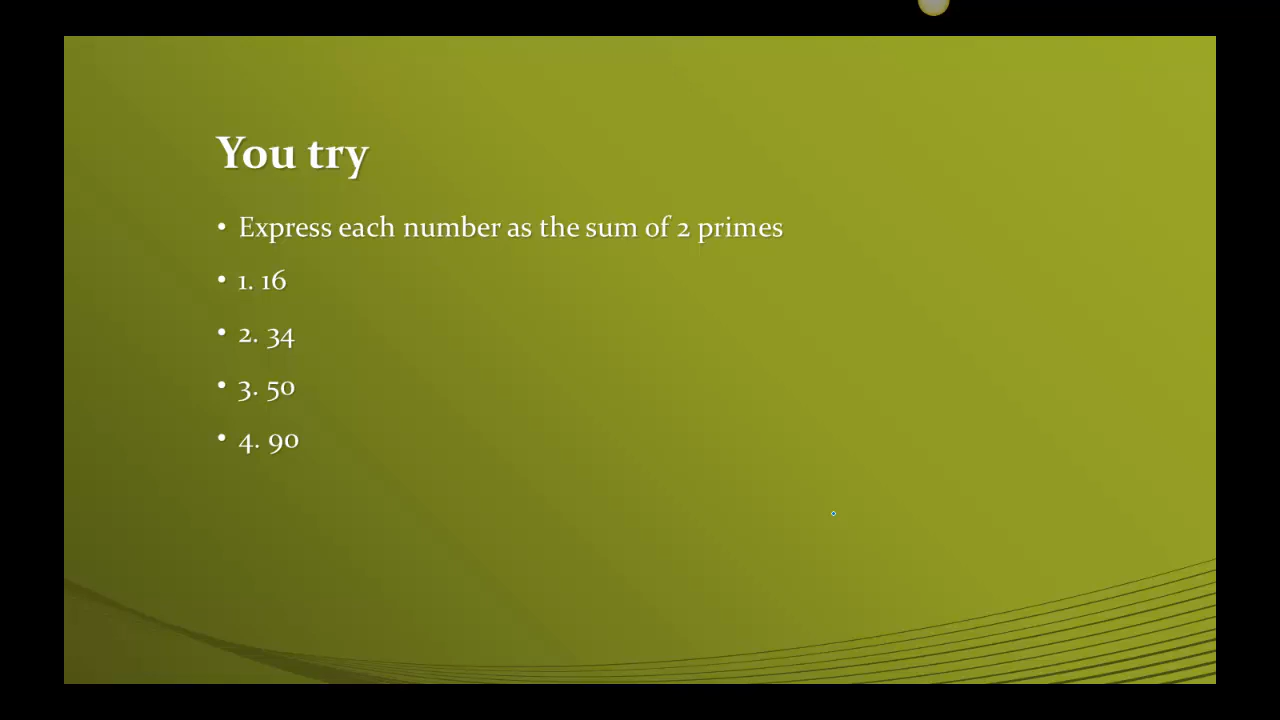 You try
• Express each number as the sum of 2 primes
• 1. 16
• 2. 34
• 3. 50
• 4. 90